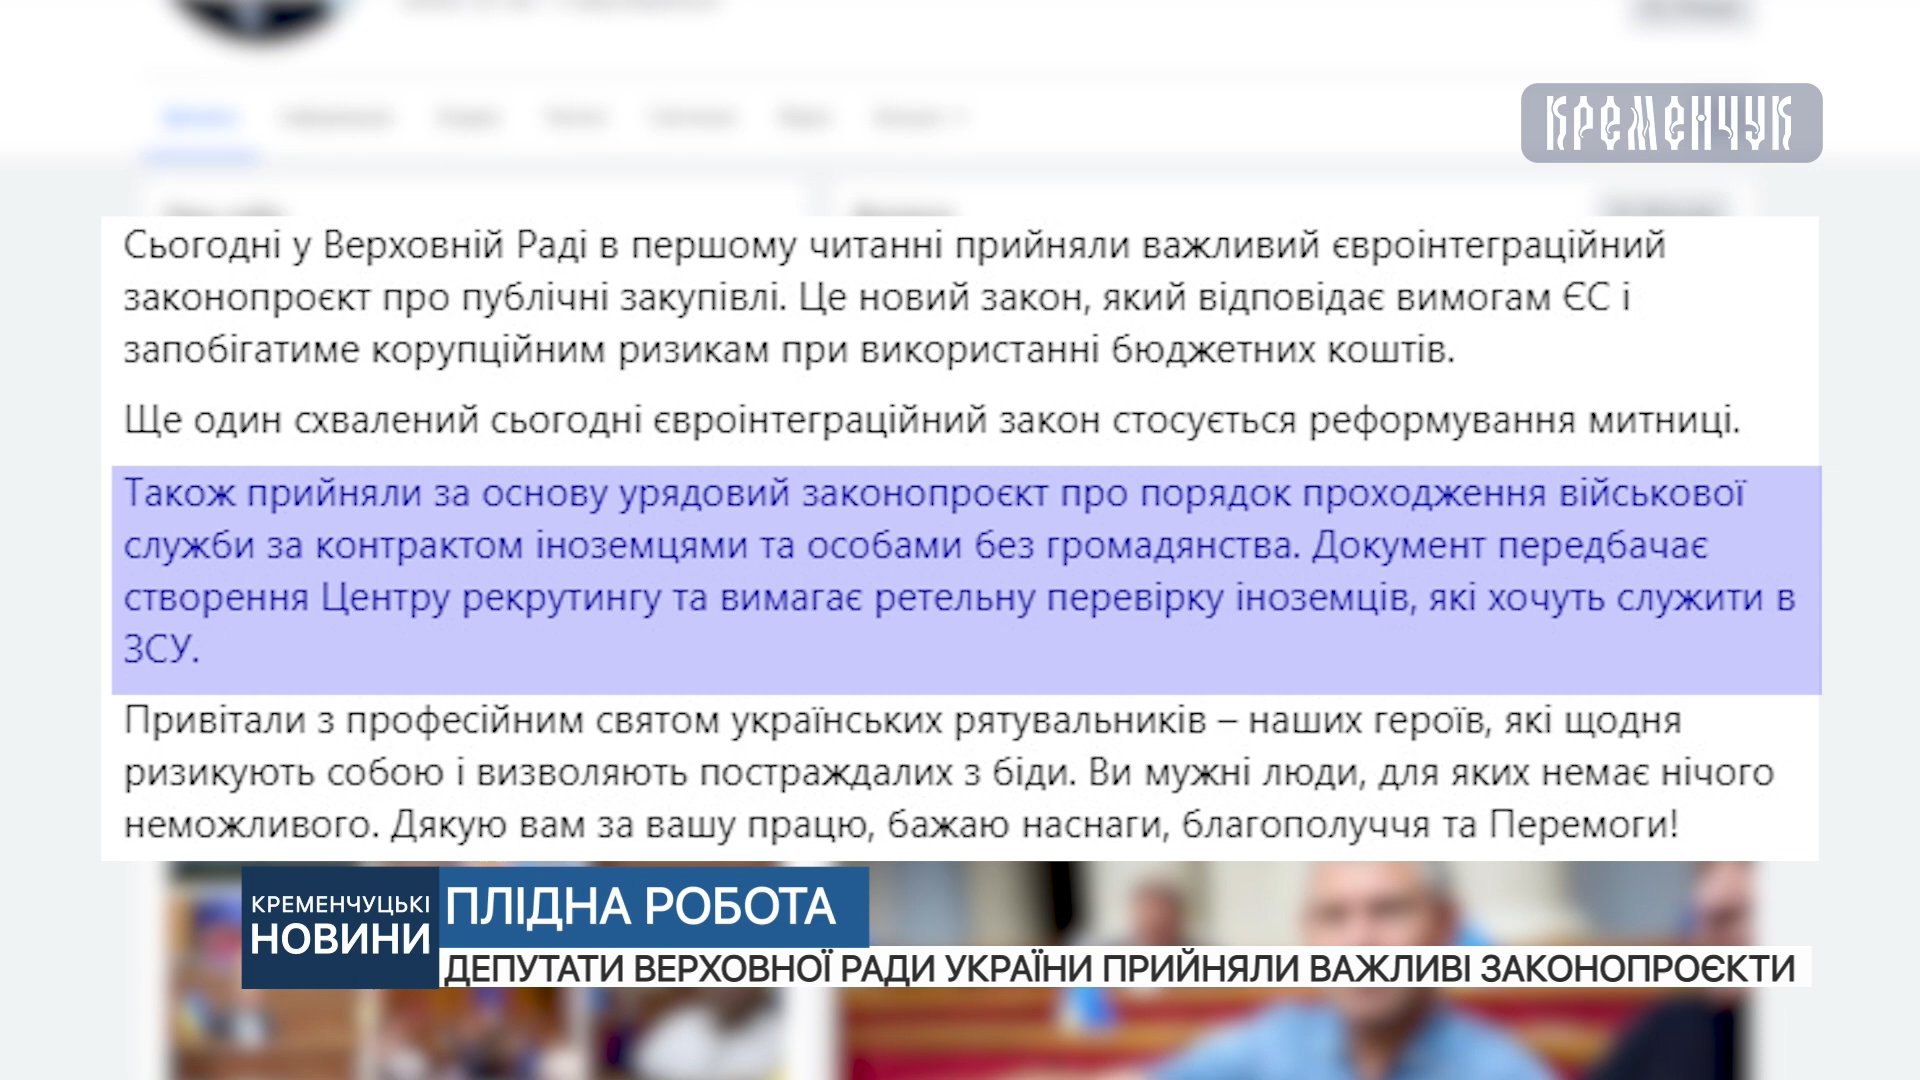 КРЕМЕНЧУК
Сьогодні у Верховній Раді в першому читанні прийняли важливий євроінтеграційний
законопроєкт про публічні закупівлі. Це новий закон, який відповідає вимогам ЄС і
запобігатиме корупційним ризикам при використанні бюджетних коштів.
Ще один схвалений сьогодні євроінтеграційний закон стосується реформування митниці.
Також прийняли за основу урядовий законопроєкт про порядок проходження військової
служби за контрактом іноземцями та особами без громадянства. Документ передбачає
створення Центру рекрутингу та вимагає ретельну перевірку іноземців, які хочуть служити в
ЗСУ.
Привітали з професійним святом українських рятувальників – наших героїв, які щодня
ризикують собою і визволяють постраждалих з біди. Ви мужні люди, для яких немає нічого
неможливого. Дякую вам за вашу працю, бажаю наснаги, благополуччя та Перемоги!
КРЕМЕНЧУЦЬКІ
НОВИНИ
ПЛІДНА РОБОТА
ДЕПУТАТИ ВЕРХОВНОЇ РАДИ УКРАЇНИ ПРИЙНЯЛИ ВАЖЛИВІ ЗАКОНОПРОЄКТИ